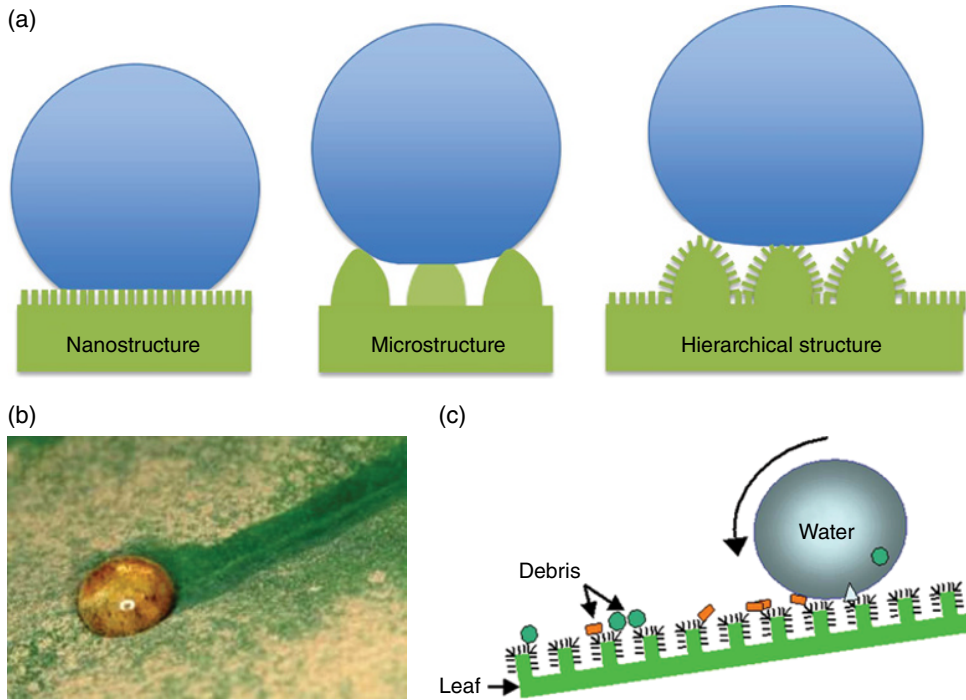 (a)
Nanostructure
Microstructure
Hierarchical structure
(b)
(c)
Water
Debris
Leaf